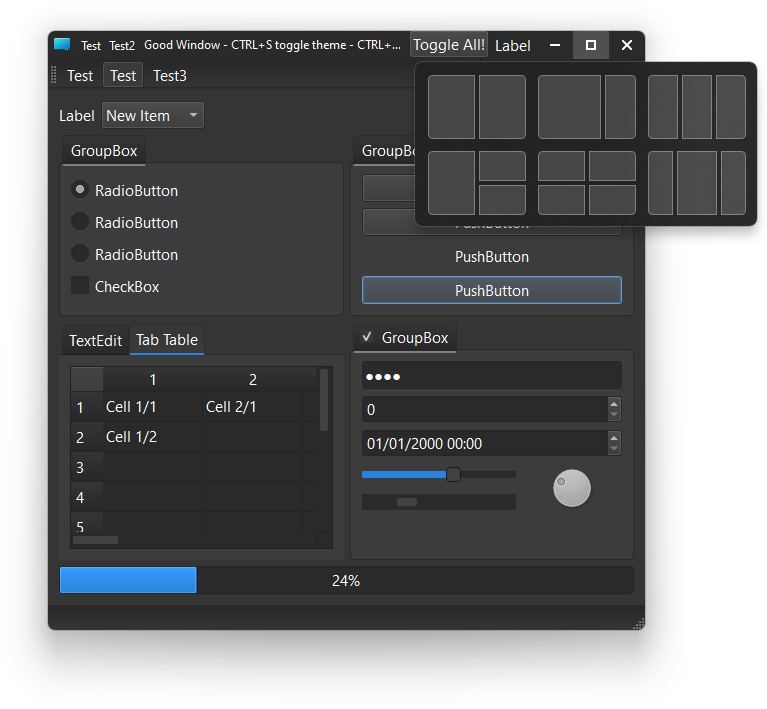 Test Test2 Good Window - CTRL+S toggle theme - CTRL+... Toggle All! Label
Test Test Test3
Label New Item
GroupBox
RadioButton
RadioButton
RadioButton
CheckBox
GroupBo
PushButton
PushButton
PushButton
TextEdit Tab Table
1 2
1 Cell 1/1 Cell 2/1
2 Cell 1/2
3
4
5
GroupBox
●●●●
0
01/01/2000 00:00
24%